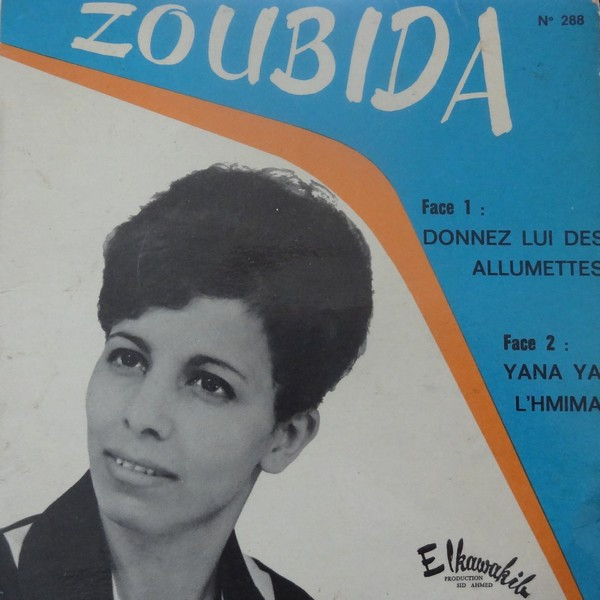 ZOUBIDA
N° 288
Face 1 :
DONNEZ LUI DES
ALLUMETTES
Face 2 :
YANA YA
L'HMIMA
Elkawakib
PRODUCTION
SID AHMED